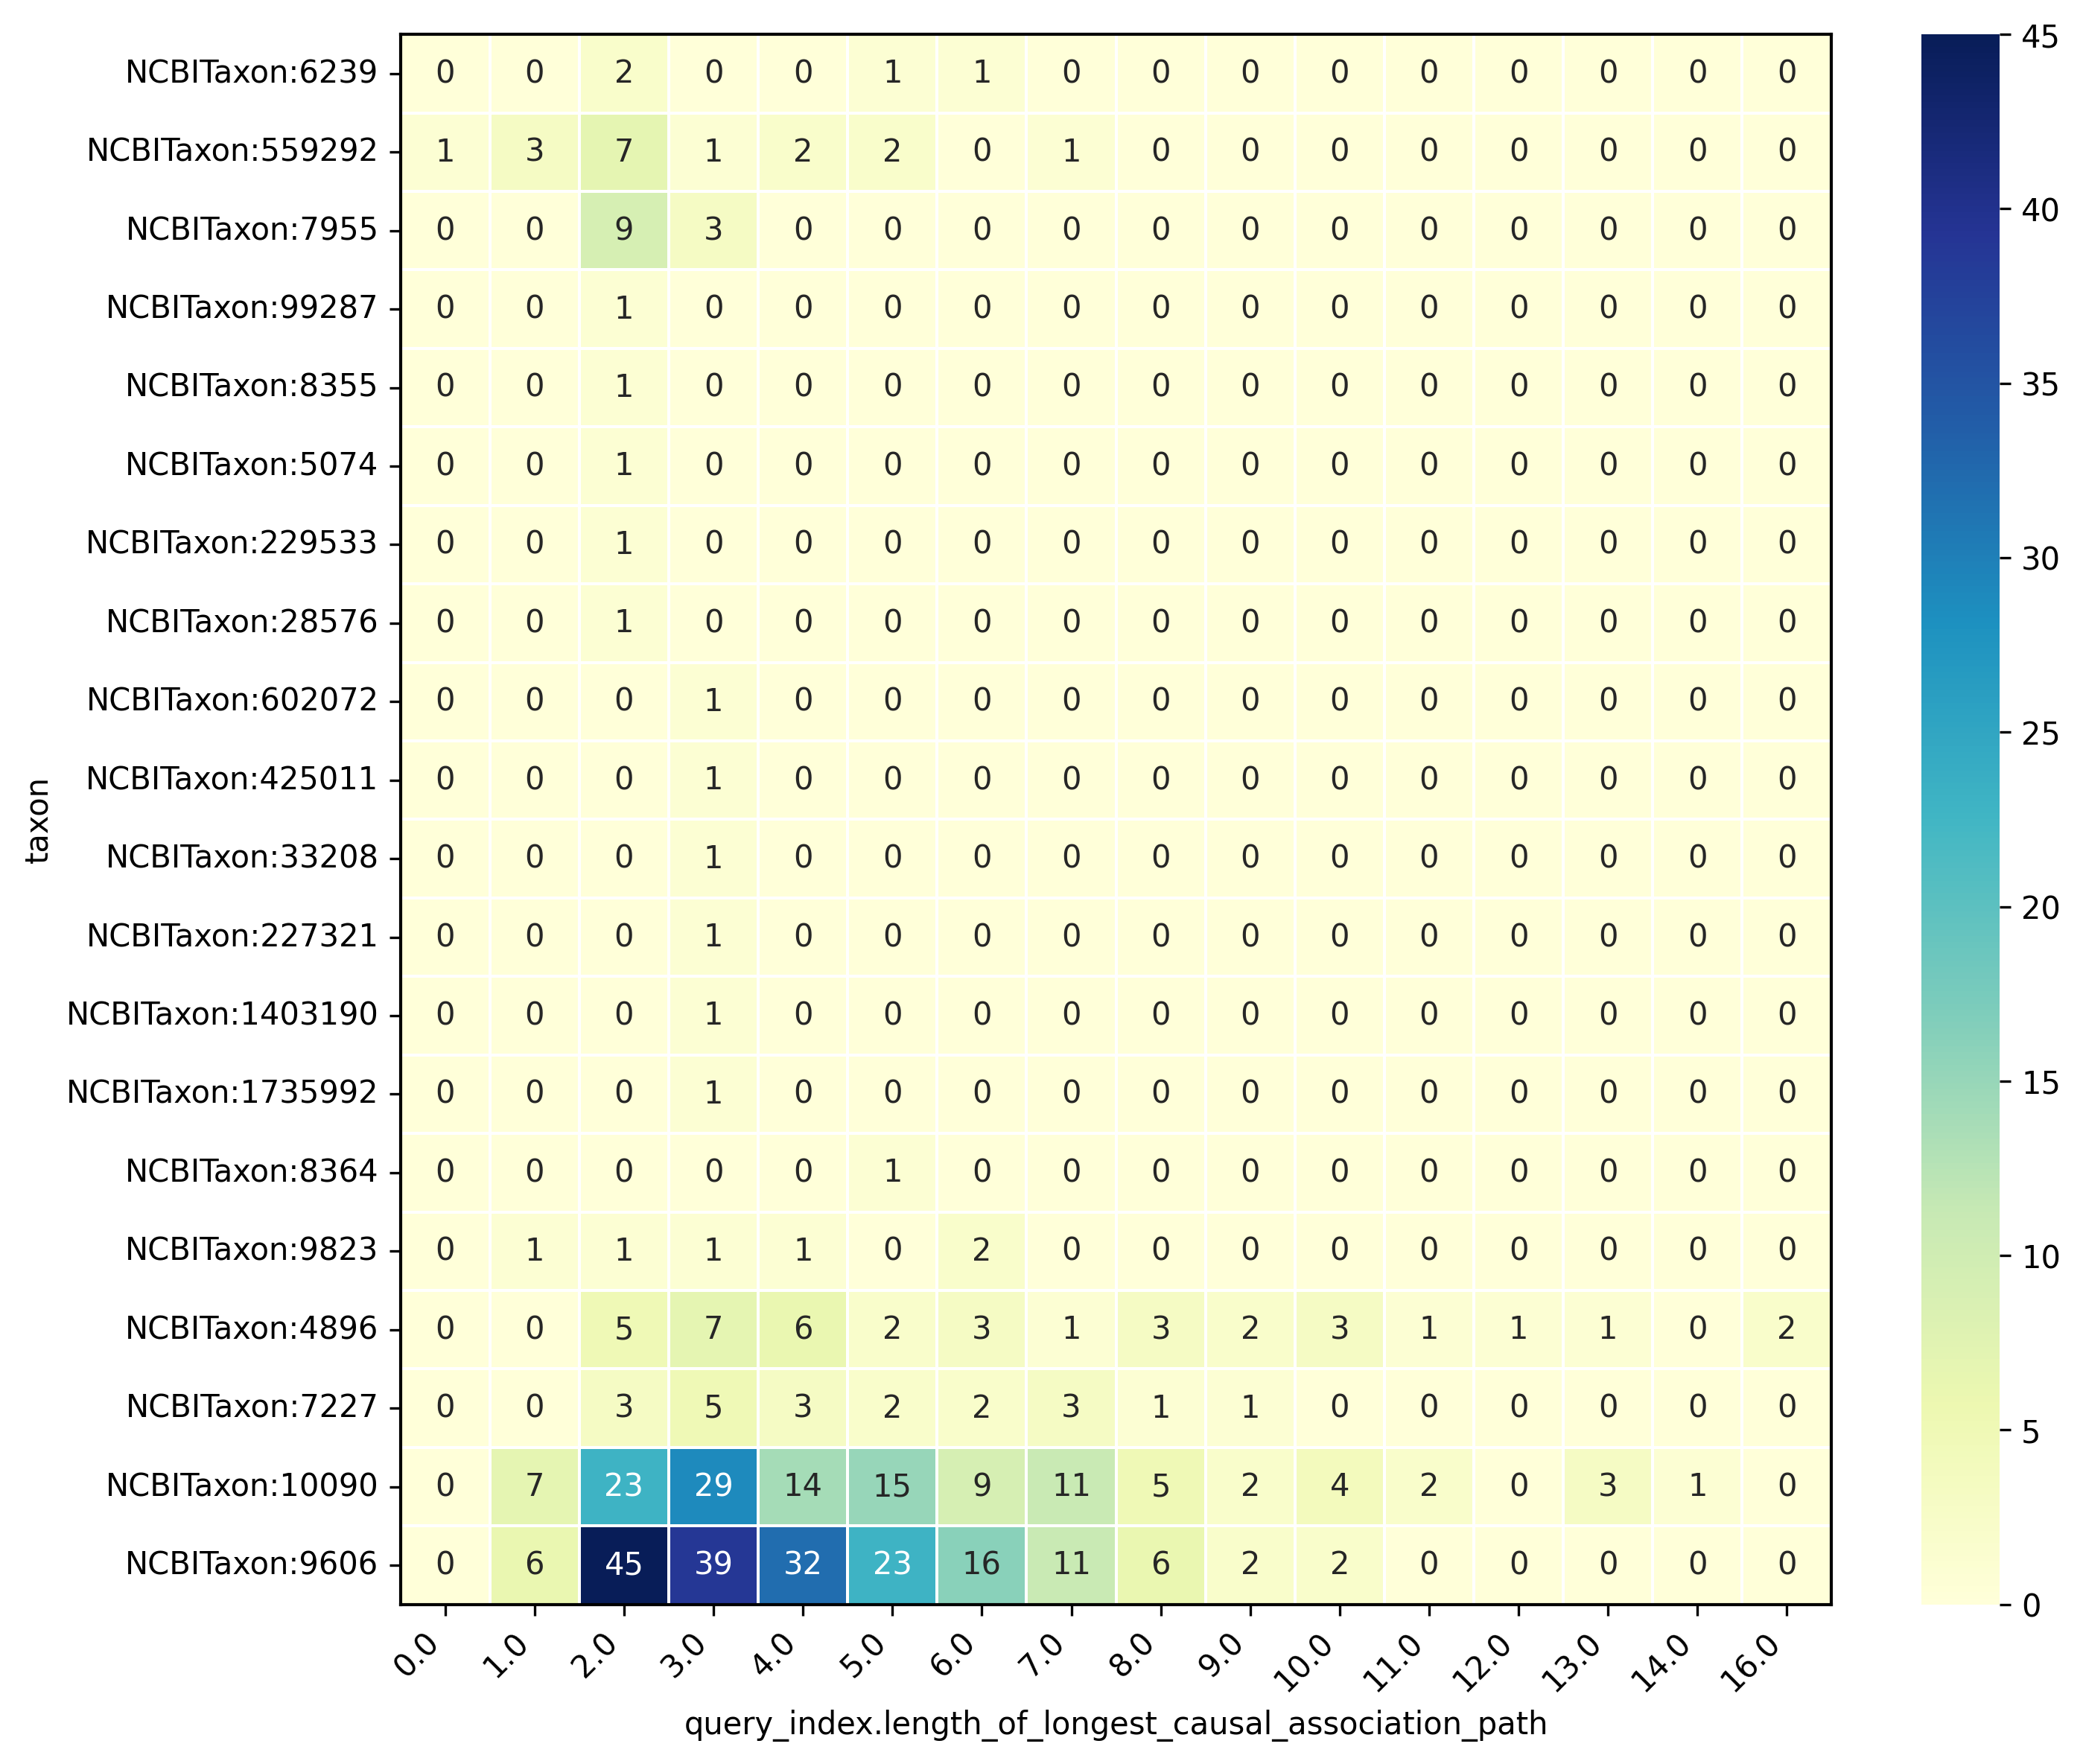 NCBITaxon:6239 0 0 2 0 0 1 1 0 0 0 0 0 0 0 0 0
NCBITaxon:559292 1 3 7 1 2 2 0 1 0 0 0 0 0 0 0 0
NCBITaxon:7955 0 0 9 3 0 0 0 0 0 0 0 0 0 0 0 0
NCBITaxon:99287 0 0 1 0 0 0 0 0 0 0 0 0 0 0 0 0
NCBITaxon:8355 0 0 1 0 0 0 0 0 0 0 0 0 0 0 0 0
NCBITaxon:5074 0 0 1 0 0 0 0 0 0 0 0 0 0 0 0 0
NCBITaxon:229533 0 0 1 0 0 0 0 0 0 0 0 0 0 0 0 0
NCBITaxon:28576 0 0 1 0 0 0 0 0 0 0 0 0 0 0 0 0
NCBITaxon:602072 0 0 0 1 0 0 0 0 0 0 0 0 0 0 0 0
NCBITaxon:425011 0 0 0 1 0 0 0 0 0 0 0 0 0 0 0 0
NCBITaxon:33208 0 0 0 1 0 0 0 0 0 0 0 0 0 0 0 0
NCBITaxon:227321 0 0 0 1 0 0 0 0 0 0 0 0 0 0 0 0
NCBITaxon:1403190 0 0 0 1 0 0 0 0 0 0 0 0 0 0 0 0
NCBITaxon:1735992 0 0 0 1 0 0 0 0 0 0 0 0 0 0 0 0
NCBITaxon:8364 0 0 0 0 0 1 0 0 0 0 0 0 0 0 0 0
NCBITaxon:9823 0 1 1 1 1 0 2 0 0 0 0 0 0 0 0 0
NCBITaxon:4896 0 0 5 7 6 2 3 1 3 2 3 1 1 1 0 2
NCBITaxon:7227 0 0 3 5 3 2 2 3 1 1 0 0 0 0 0 0
NCBITaxon:10090 0 7 23 29 14 15 9 11 5 2 4 2 0 3 1 0
NCBITaxon:9606 0 6 45 39 32 23 16 11 6 2 2 0 0 0 0 0
0.0 1.0 2.0 3.0 4.0 5.0 6.0 7.0 8.0 9.0 10.0 11.0 12.0 13.0 14.0 16.0
query_index.length_of_longest_causal_association_path
taxon
45
40
35
30
25
20
15
10
5
0